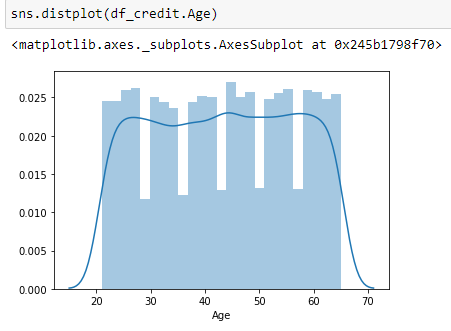 sns.distplot(df_credit.Age)
<matplotlib.axes._subplots.AxesSubplot at 0x245b1798f70>
0.025
0.020
0.015
0.010
0.005
0.000
20 30 40 50 60 70
Age